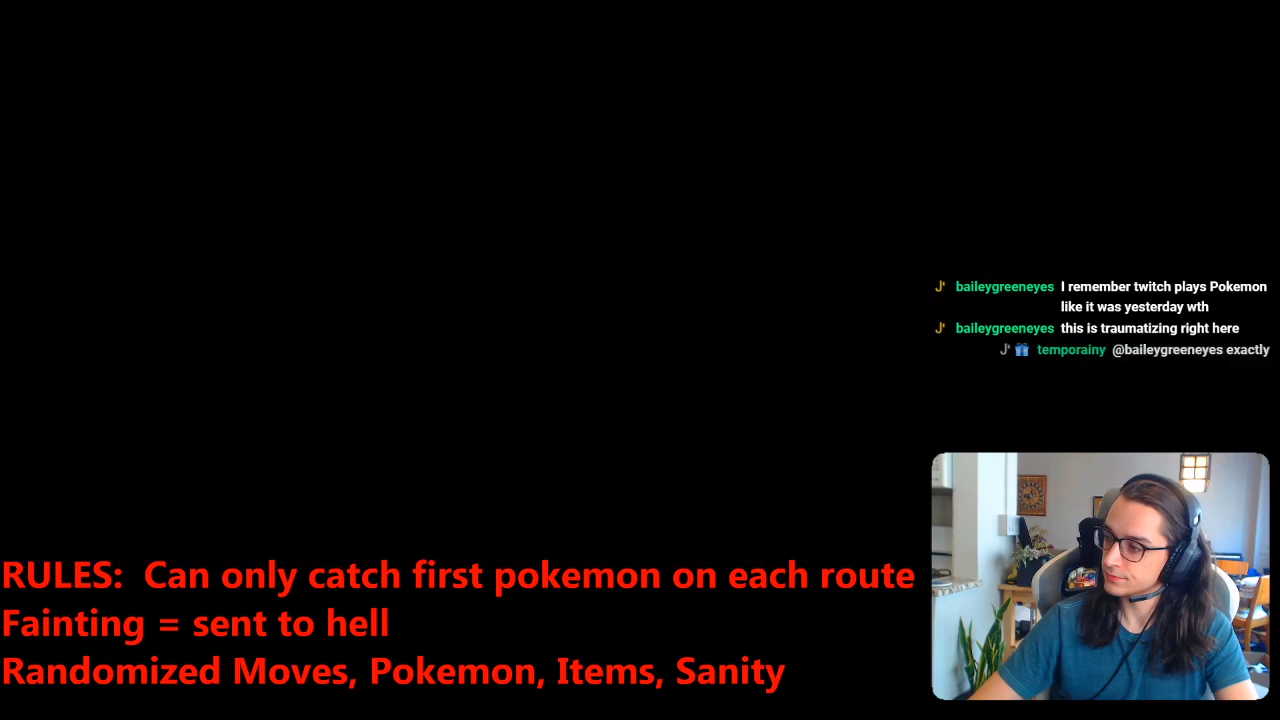 baileygreeneyes I remember twitch plays Pokemon
like it was yesterday wth
baileygreeneyes this is traumatizing right here
temporainy @baileygreeneyes exactly
RULES: Can only catch first pokemon on each route
Fainting = sent to hell
Randomized Moves, Pokemon, Items, Sanity